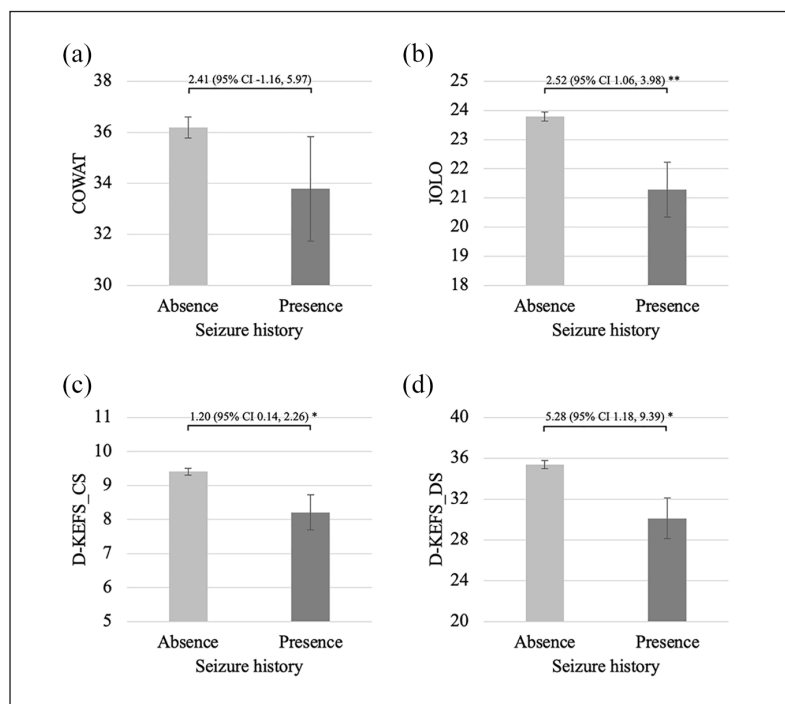 (a)
2.41 (95% CI -1.16, 5.97)
38
36
34
32
30
COWAT
Absence Presence
Seizure history
(b)
2.52 (95% CI 1.06, 3.98) **
25
24
23
22
21
20
19
18
JOLO
Absence Presence
Seizure history
(c)
1.20 (95% CI 0.14, 2.26) *
11
10
9
8
7
6
5
D-KEFS_CS
Absence Presence
Seizure history
(d)
5.28 (95% CI 1.18, 9.39) *
40
36
32
28
24
20
D-KEFS_DS
Absence Presence
Seizure history